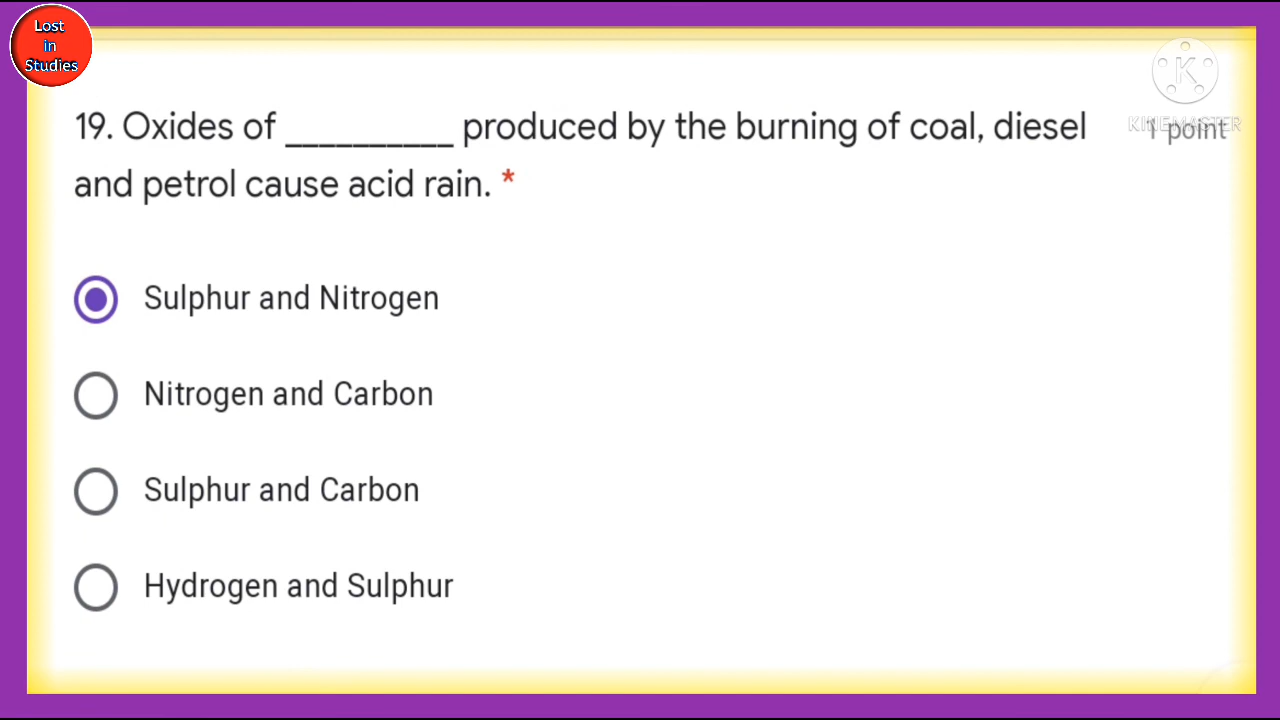 Lost
in
Studies
K
KINEMASTER
19. Oxides of __________ produced by the burning of coal, diesel 1 point
and petrol cause acid rain. *
Sulphur and Nitrogen
Nitrogen and Carbon
Sulphur and Carbon
Hydrogen and Sulphur